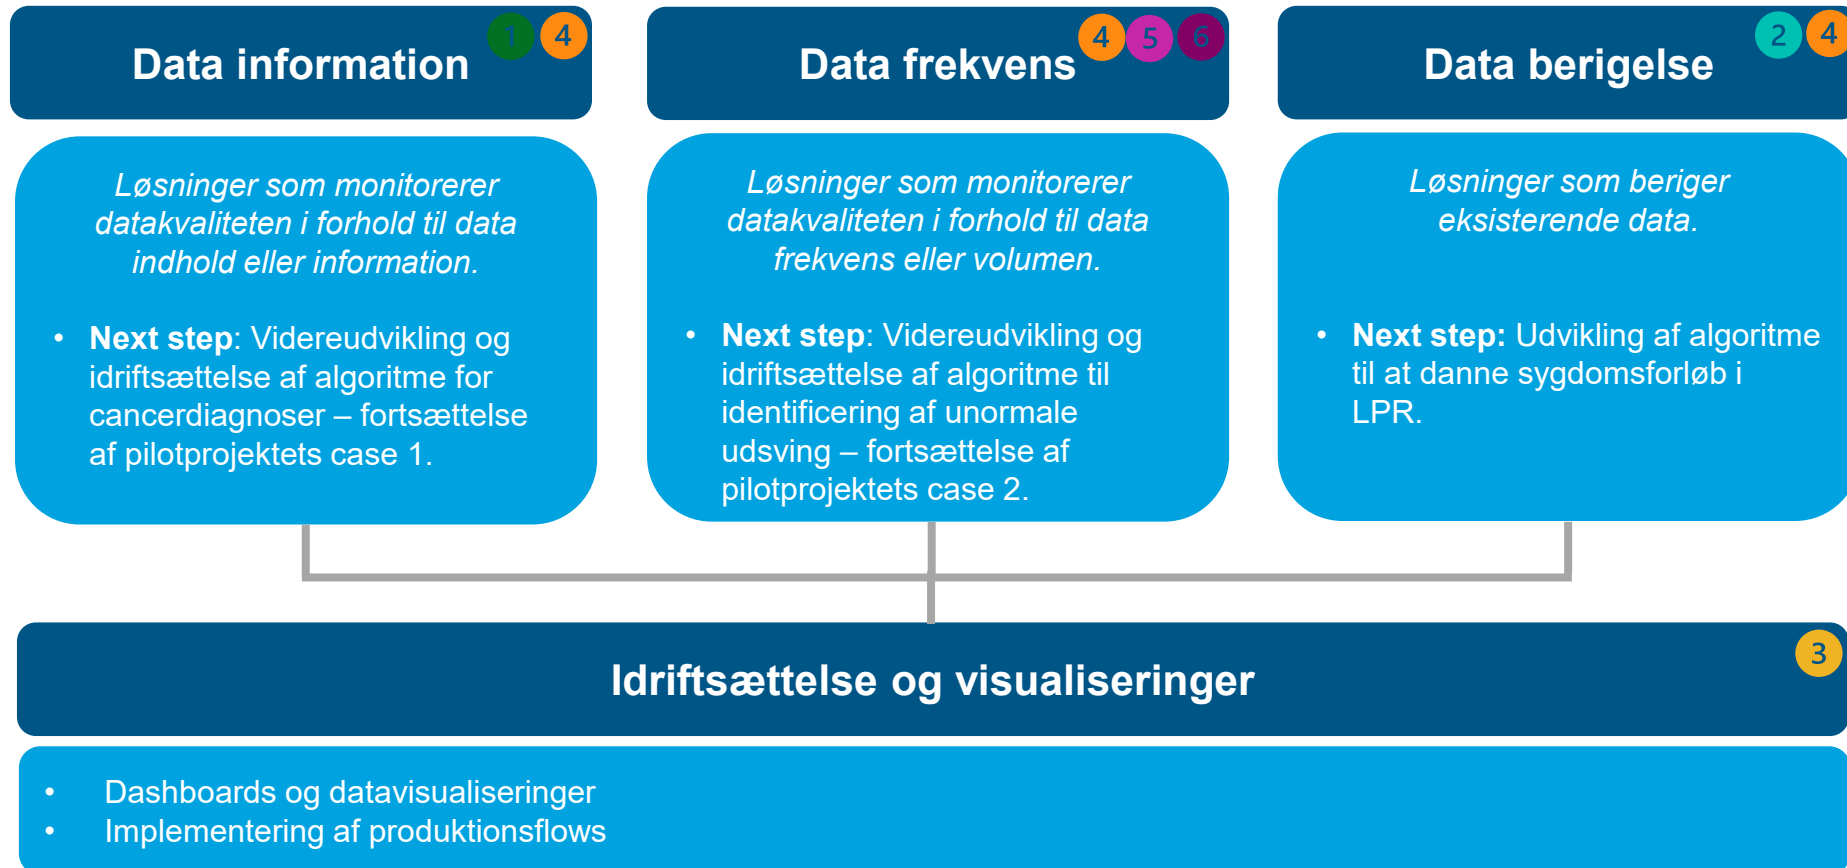 Data information
1 4
Løsninger som monitorerer
datakvaliteten i forhold til data
indhold eller information.
• Next step: Videreudvikling og
idriftsættelse af algoritme for
cancerdiagnoser – fortsættelse
af pilotprojektets case 1.
Data frekvens
4 5 6
Løsninger som monitorerer
datakvaliteten i forhold til data
frekvens eller volumen.
• Next step: Videreudvikling og
idriftsættelse af algoritme til
identificering af unormale
udsving – fortsættelse af
pilotprojektets case 2.
Data berigelse
2 4
Løsninger som beriger
eksisterende data.
• Next step: Udvikling af algoritme
til at danne sygdomsforløb i
LPR.
Idriftsættelse og visualiseringer
3
• Dashboards og datavisualiseringer
• Implementering af produktionsflows